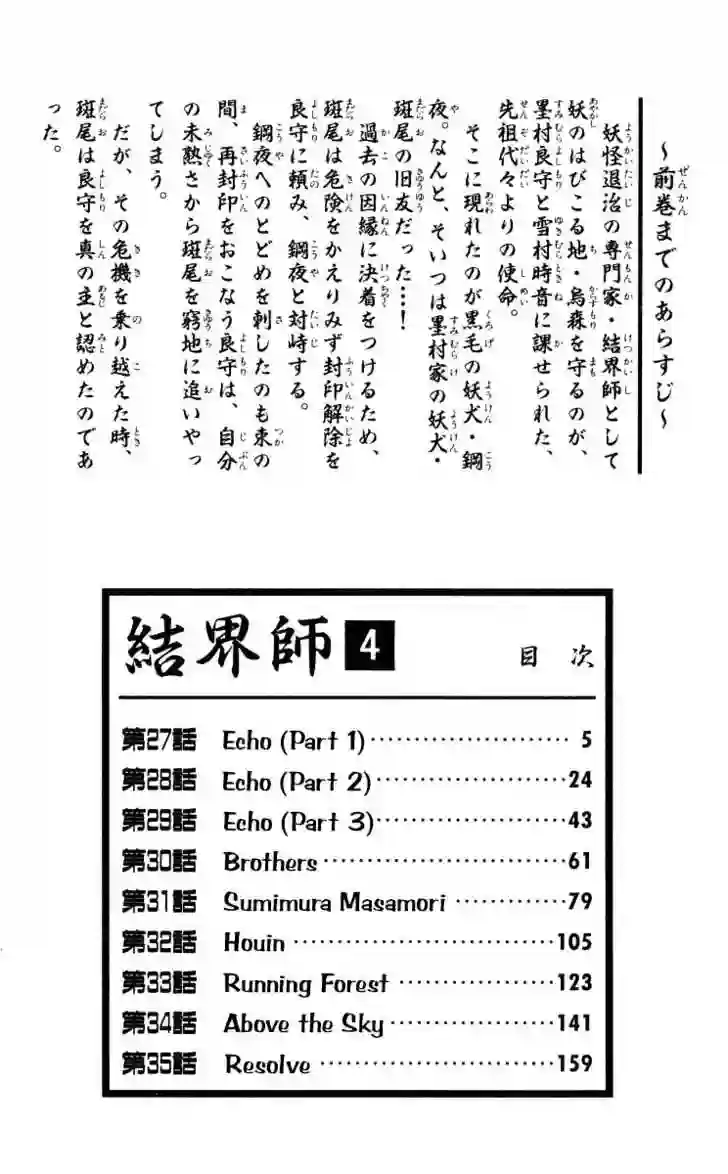 ～前巻までのあらすじ～
妖怪退治の専門家・結界師として
妖のはびこる地・烏森を守るのが、
墨村良守と雪村時音に課せられた、
先祖代々よりの使命。
そこに現れたのが黒毛の妖犬・鋼
夜。なんと、そいつは墨村家の妖犬・
斑尾の旧友だった…！
過去の因縁に決着をつけるため、
斑尾は危険をかえりみず封印解除を
良守に頼み、鋼夜と対峙する。
鋼夜へのとどめを刺したのも束の
間、再封印をおこなう良守は、自分
の未熟さから斑尾を窮地に追いやっ
てしまう。
だが、その危機を乗り越えた時、
斑尾は良守を真の主と認めたのであ
った。
結界師 4 目次
第27話 Echo (Part 1) 5
第28話 Echo (Part 2) 24
第29話 Echo (Part 3) 43
第30話 Brothers 61
第31話 Sumimura Masamori 79
第32話 Houin 105
第33話 Running Forest 123
第34話 Above the Sky 141
第35話 Resolve 159